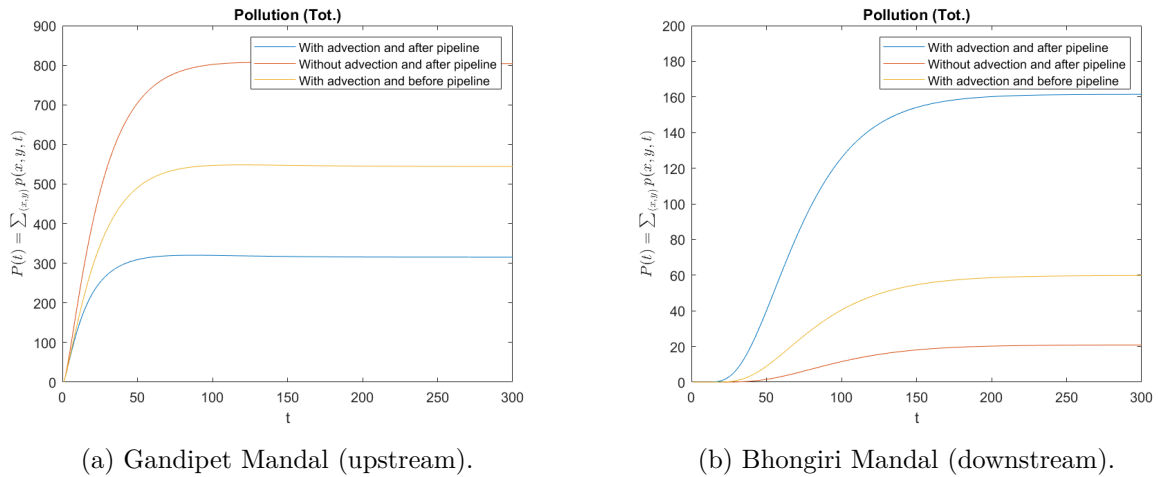 Pollution (Tot.)
900
800
700
600
500
400
300
200
100
0
P(t) = ∑(x,y) p(x, y, t)
With advection and after pipeline
Without advection and after pipeline
With advection and before pipeline
0 50 100 150 200 250 300
t
(a) Gandipet Mandal (upstream).
Pollution (Tot.)
200
180
160
140
120
100
80
60
40
20
0
P(t) = ∑(x,y) p(x, y, t)
With advection and after pipeline
Without advection and after pipeline
With advection and before pipeline
0 50 100 150 200 250 300
t
(b) Bhongiri Mandal (downstream).